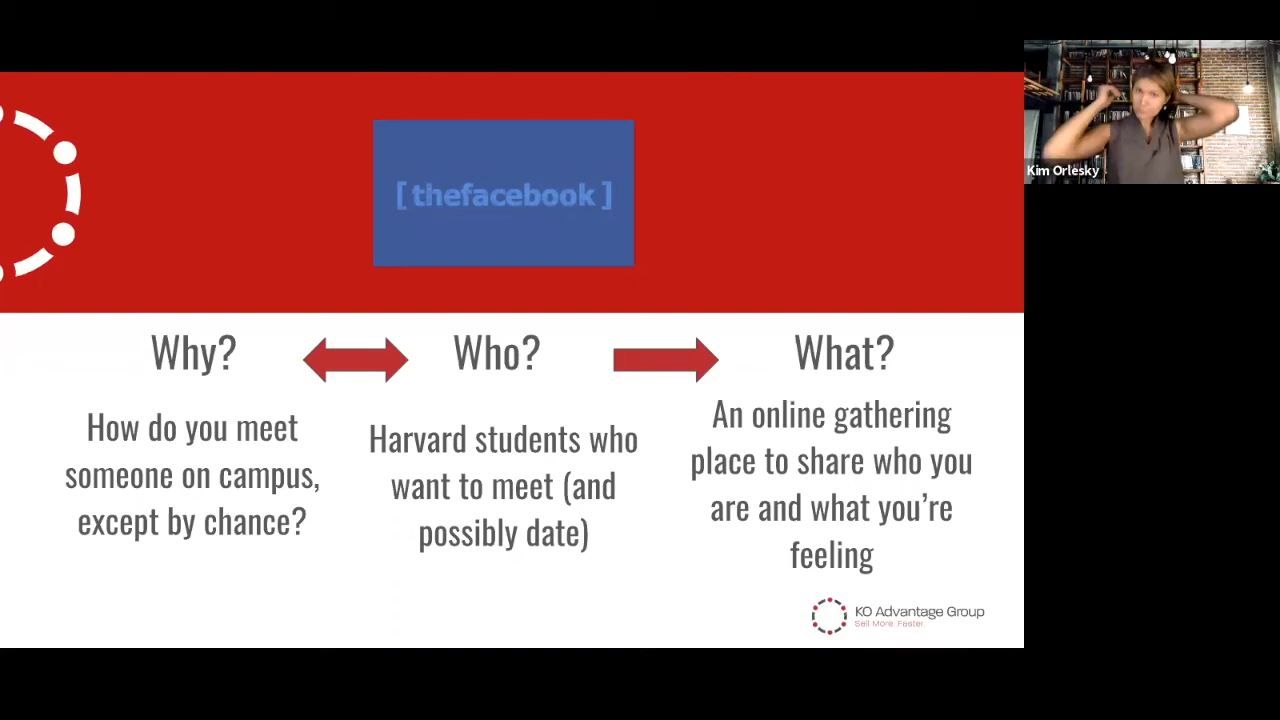 [thefacebook]
Kim Orlesky
Why?
Who?
What?
How do you meet
someone on campus,
except by chance?
Harvard students who
want to meet (and
possibly date)
An online gathering
place to share who you
are and what you're
feeling
KO Advantage Group
Sell More. Faster.